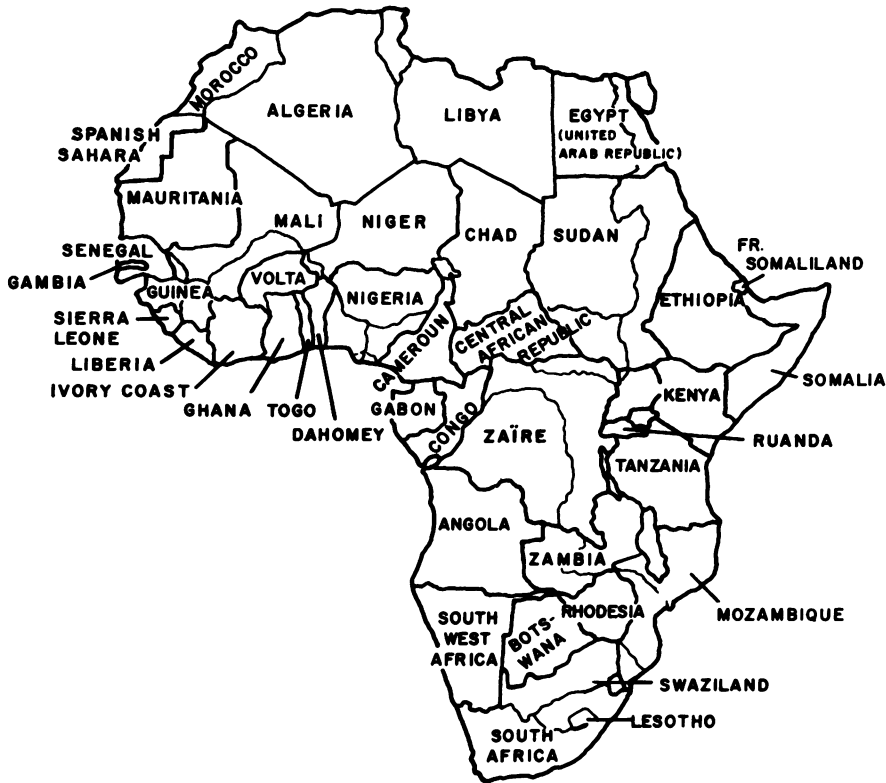 MOROCCO
ALGERIA
LIBYA
EGYPT
(UNITED
ARAB REPUBLIC)
SPANISH
SAHARA
MAURITANIA
MALI
NIGER
CHAD
SUDAN
FR.
SOMALILAND
SENEGAL
GAMBIA
GUINEA
VOLTA
NIGERIA
ETHIOPIA
SIERRA
LEONE
LIBERIA
IVORY COAST
GHANA
TOGO
DAHOMEY
CAMEROUN
CENTRAL
AFRICAN
REPUBLIC
SOMALIA
GABON
CONGO
ZAÏRE
KENYA
RUANDA
TANZANIA
ANGOLA
ZAMBIA
MOZAMBIQUE
SOUTH
WEST
AFRICA
BOTS-
WANA
RHODESIA
SWAZILAND
LESOTHO
SOUTH
AFRICA